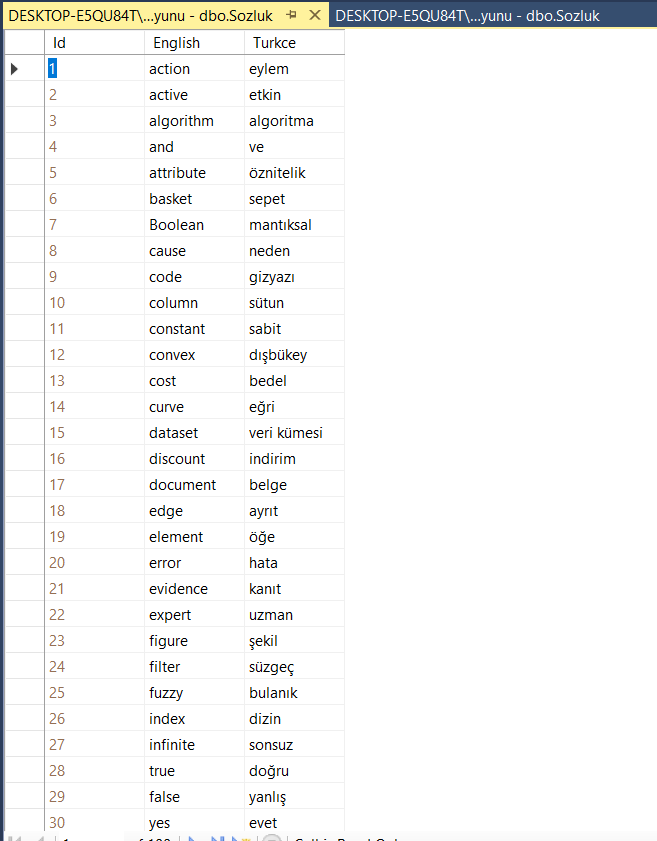 DESKTOP-E5QU84T\...yunu - dbo.Sozluk DESKTOP-E5QU84T\...yunu - dbo.Sozluk
Id English Turkce
1 action eylem
2 active etkin
3 algorithm algoritma
4 and ve
5 attribute öznitelik
6 basket sepet
7 Boolean mantıksal
8 cause neden
9 code gizyazı
10 column sütun
11 constant sabit
12 convex dışbükey
13 cost bedel
14 curve eğri
15 dataset veri kümesi
16 discount indirim
17 document belge
18 edge ayrıt
19 element öğe
20 error hata
21 evidence kanıt
22 expert uzman
23 figure şekil
24 filter süzgeç
25 fuzzy bulanık
26 index dizin
27 infinite sonsuz
28 true doğru
29 false yanlış
30 yes evet